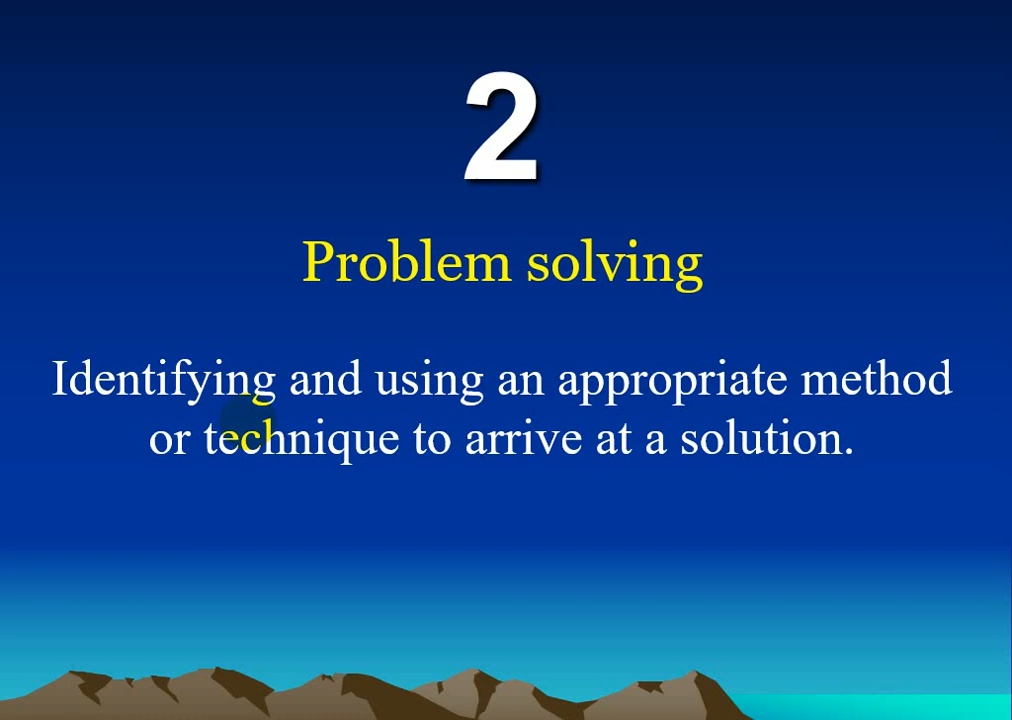 2
Problem solving
Identifying and using an appropriate method
or technique to arrive at a solution.